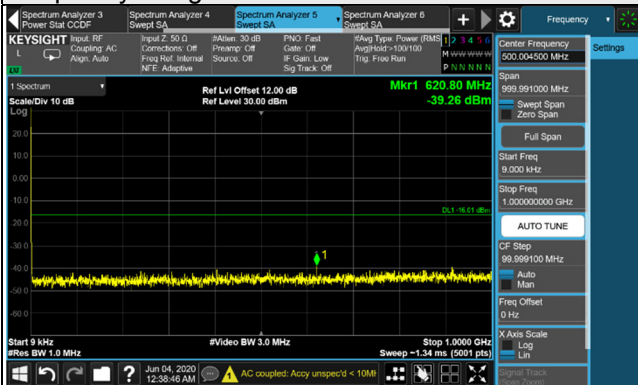 Spectrum Analyzer 3
Power Stat CCDF
Spectrum Analyzer 4
Swept SA
Spectrum Analyzer 5
Swept SA
Spectrum Analyzer 6
Swept SA
Frequency
KEYSIGHT
L
LXI
Input: RF
Coupling: AC
Align: Auto
Input Z: 50 Ω
Corrections: Off
Freq Ref: Internal
NFE: Adaptive
#Atten: 30 dB
Preamp: Off
Source: Off
PNO: Fast
Gate: Off
IF Gain: Low
Sig Track: Off
#Avg Type: Power (RMS)
Avg|Hold:>100/100
Trig: Free Run
1 2 3 4 5 6
M W W W W W
P N N N N N
1 Spectrum
Scale/Div 10 dB
Log
Ref Lvl Offset 12.00 dB
Ref Level 30.00 dBm
Mkr1 620.80 MHz
-39.26 dBm
20.0
10.0
0.00
-10.0
-20.0
-30.0
-40.0
-50.0
-60.0
DL1 -16.01 dBm
1
Start 9 kHz
#Res BW 1.0 MHz
#Video BW 3.0 MHz
Stop 1.0000 GHz
Sweep ~1.34 ms (5001 pts)
Center Frequency
500.004500 MHz
Settings
Span
999.991000 MHz
Swept Span
Zero Span
Full Span
Start Freq
9.000 kHz
Stop Freq
1.000000000 GHz
AUTO TUNE
CF Step
99.999100 MHz
Auto
Man
Freq Offset
0 Hz
X Axis Scale
Log
Lin
Signal Track
(Span Zoom)
?
Jun 04, 2020
12:38:46 AM
AC coupled: Accy unspec'd < 10MH